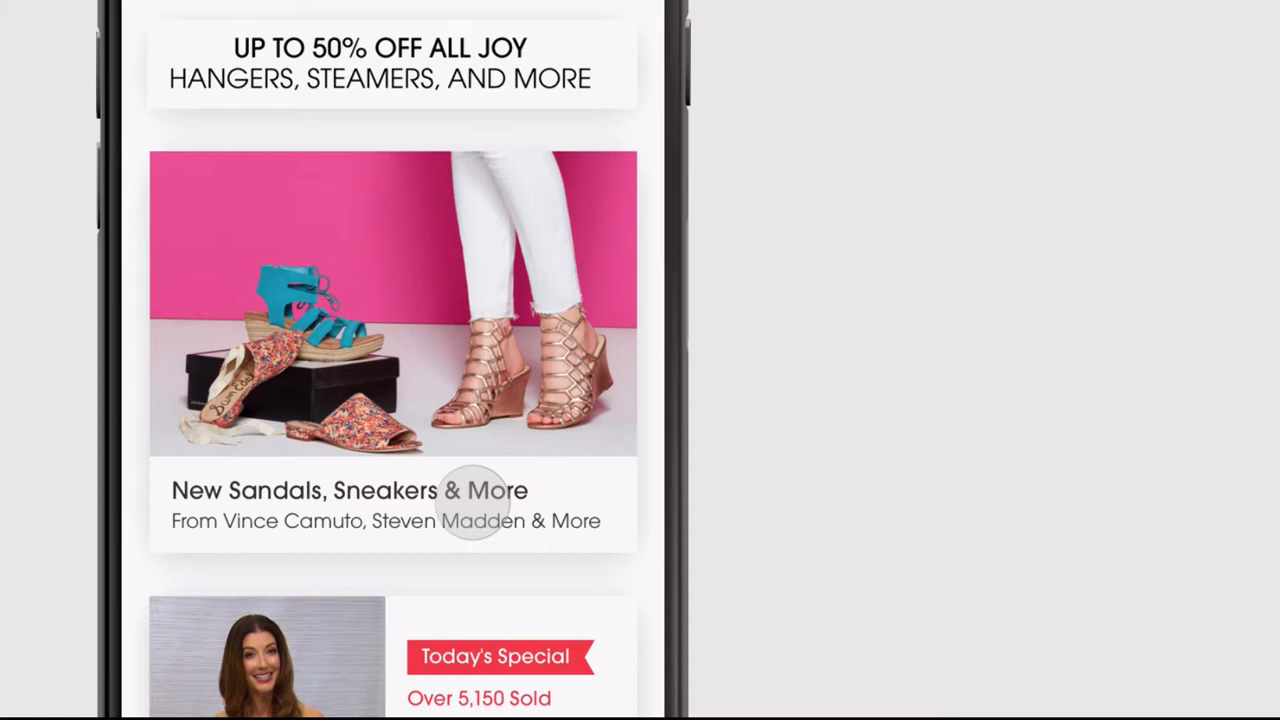 UP TO 50% OFF ALL JOY
HANGERS, STEAMERS, AND MORE
New Sandals, Sneakers & More
From Vince Camuto, Steven Madden & More
Today's Special
Over 5,150 Sold